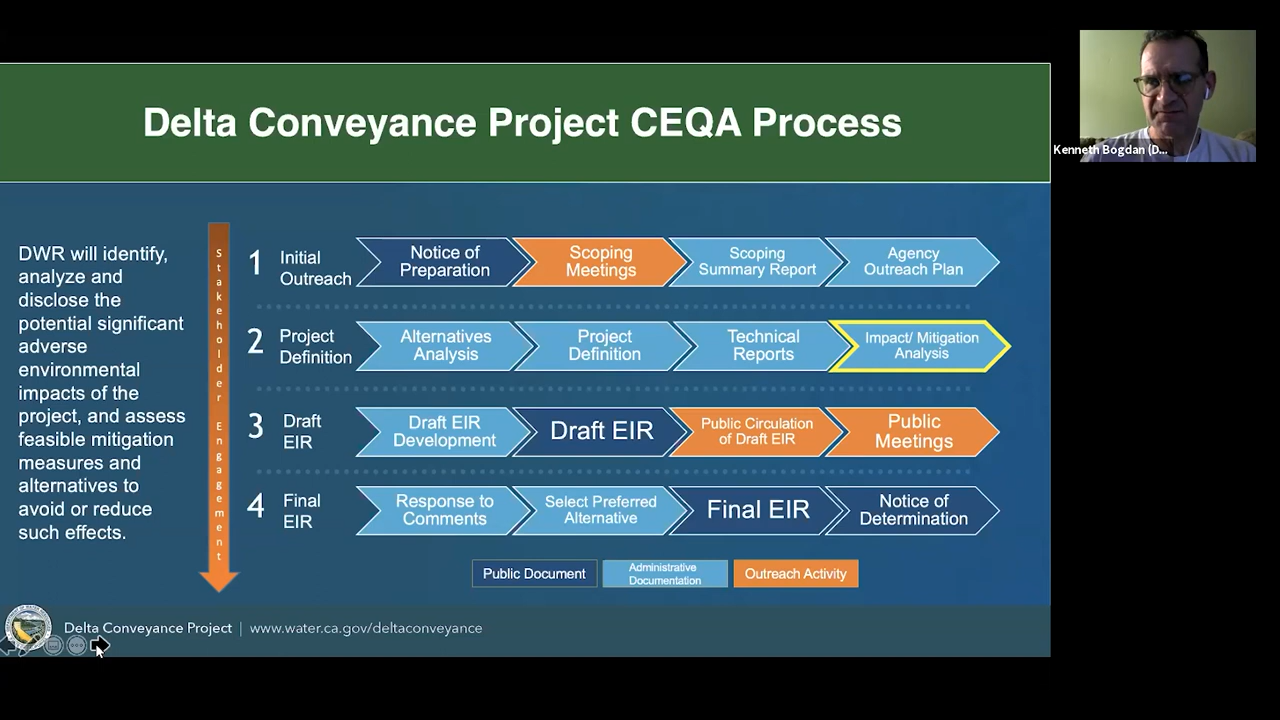 Delta Conveyance Project CEQA Process
Kenneth Bogdan (D...
DWR will identify,
analyze and
disclose the
potential significant
adverse
environmental
impacts of the
project, and assess
feasible mitigation
measures and
alternatives to
avoid or reduce
such effects.
Stakeholder Engagement
1 Initial
Outreach
Notice of
Preparation
Scoping
Meetings
Scoping
Summary Report
Agency
Outreach Plan
2 Project
Definition
Alternatives
Analysis
Project
Definition
Technical
Reports
Impact/ Mitigation
Analysis
3 Draft
EIR
Draft EIR
Development
Draft EIR
Public Circulation
of Draft EIR
Public
Meetings
4 Final
EIR
Response to
Comments
Select Preferred
Alternative
Final EIR
Notice of
Determination
Public Document
Administrative
Documentation
Outreach Activity
Delta Conveyance Project | www.water.ca.gov/deltaconveyance